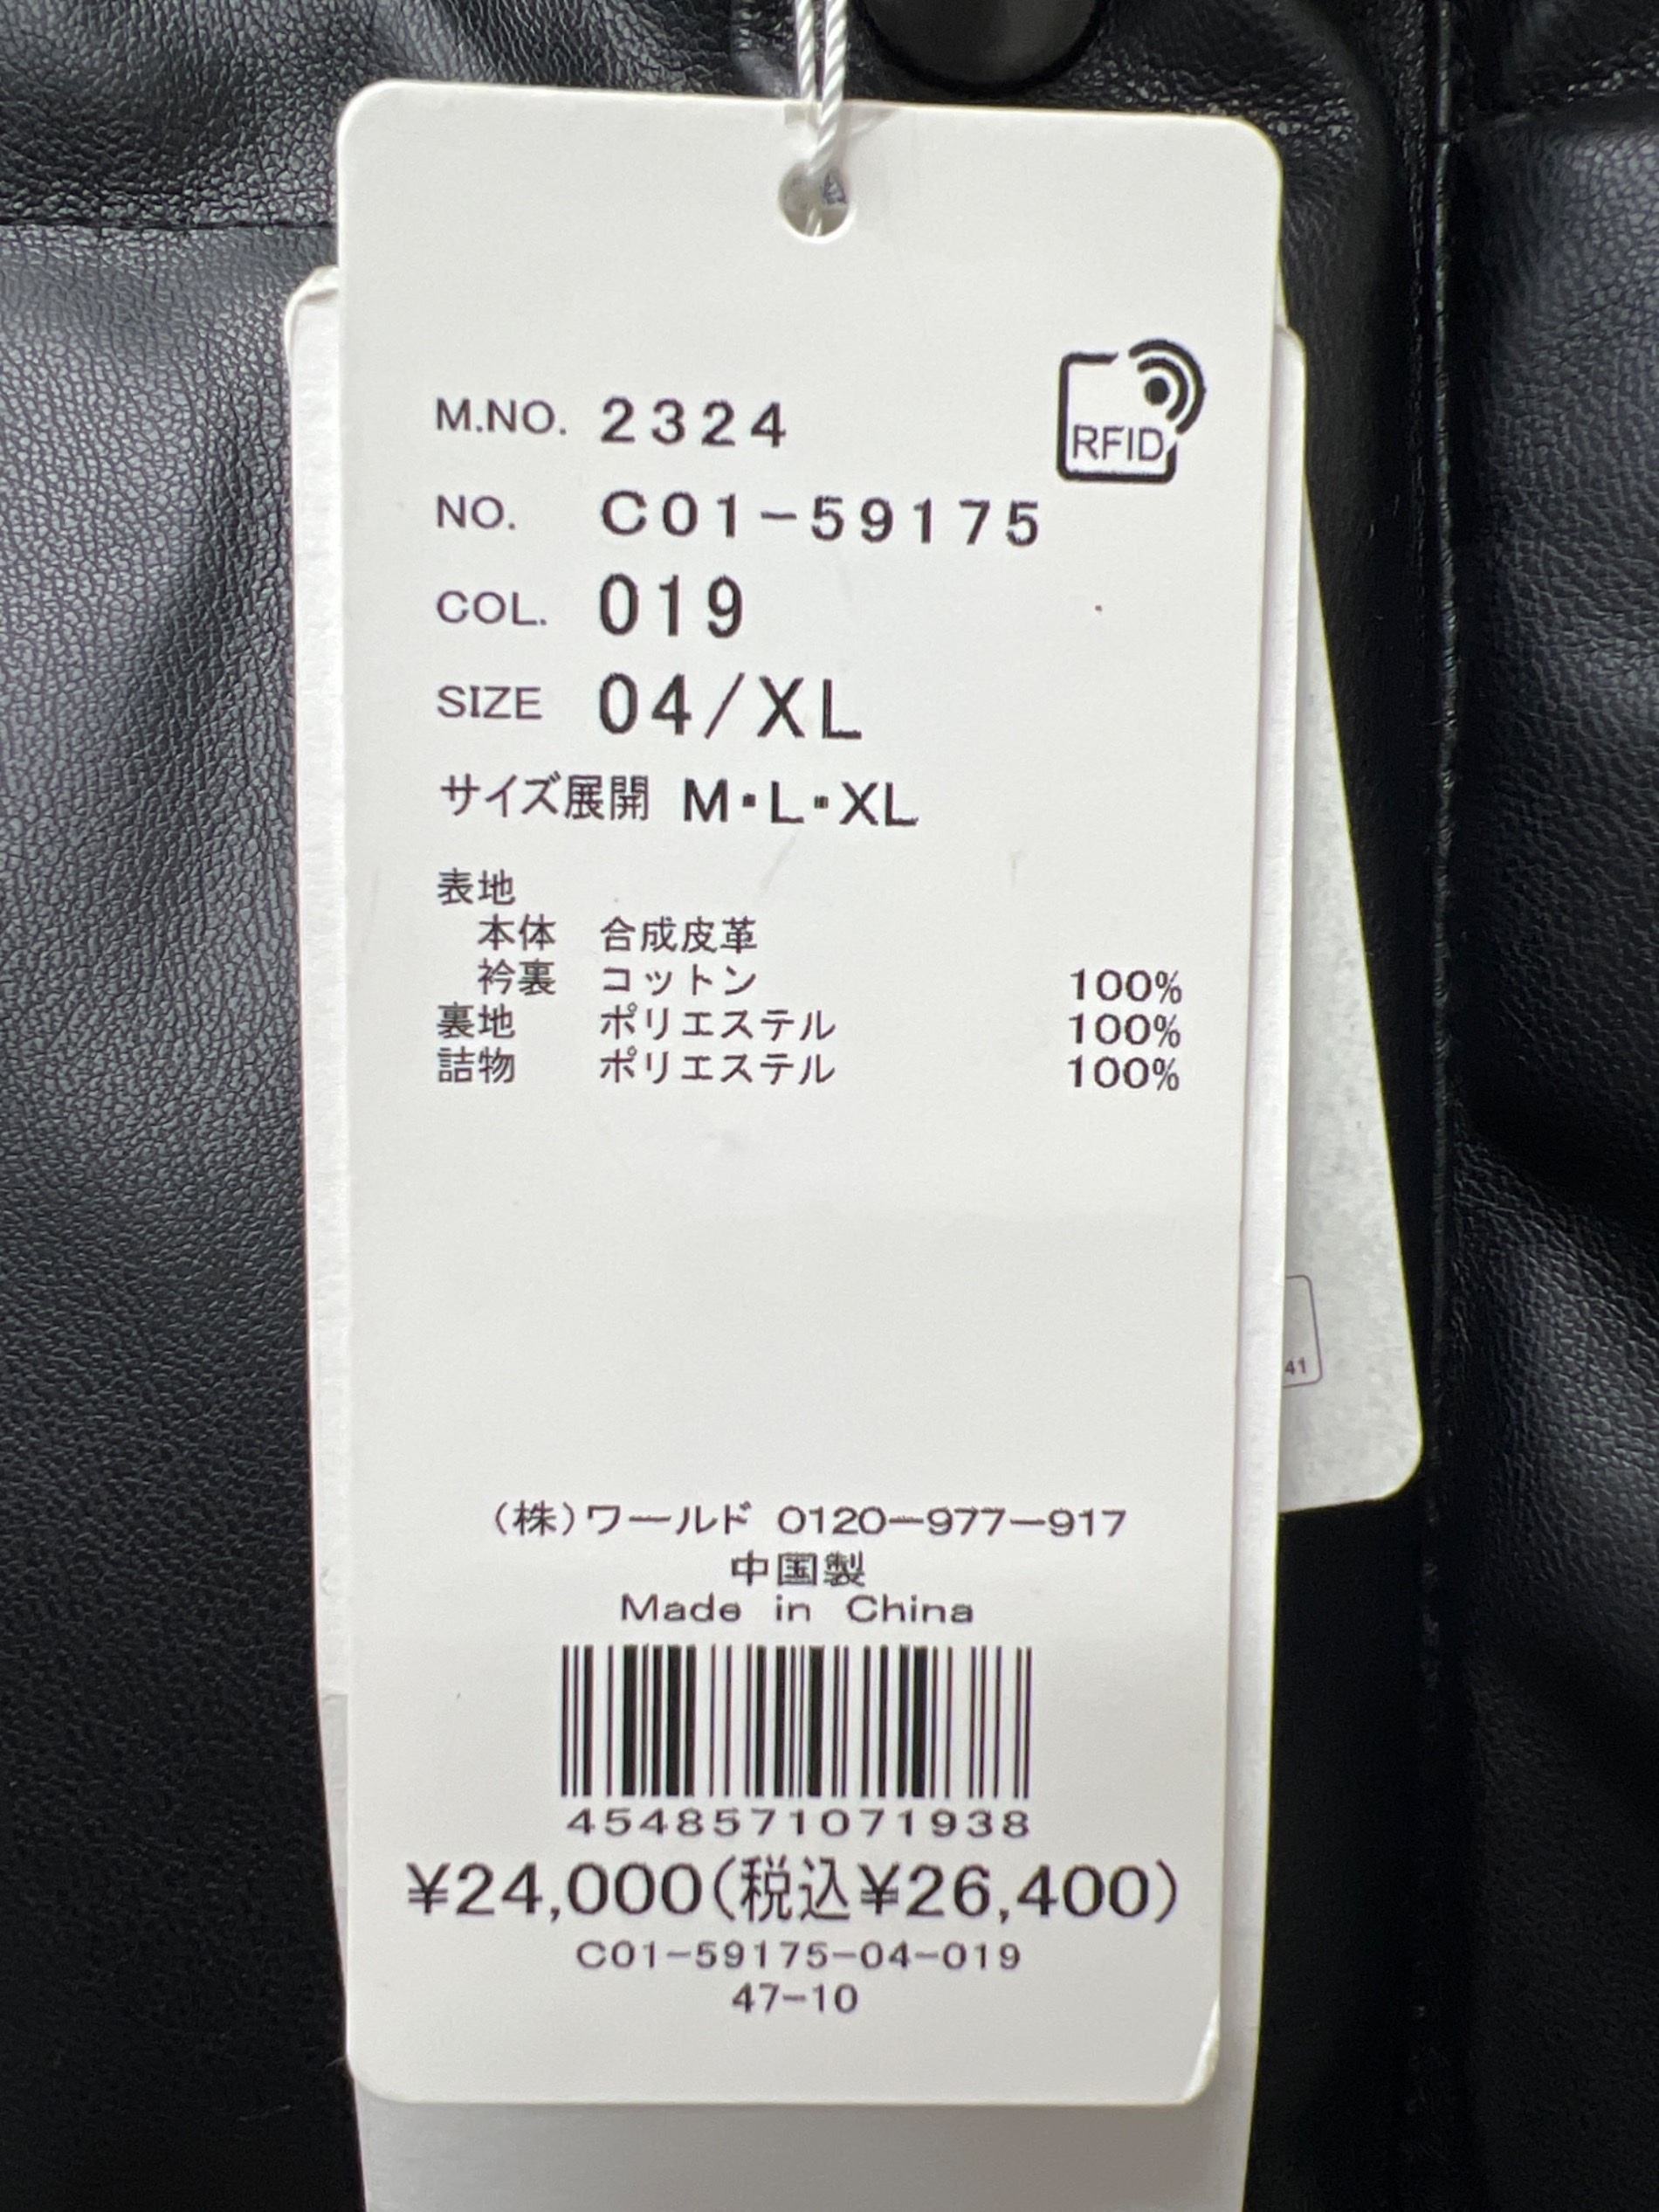 RFID
M.NO. 2324
NO. C01-59175
COL. 019
SIZE 04/XL
サイズ展開 M・L・XL
表地
本体 合成皮革
衿裏 コットン 100%
裏地 ポリエステル 100%
詰物 ポリエステル 100%
41
(株)ワールド 0120-977-917
中国製
Made in China
4548571071938
¥24,000(税込¥26,400)
C01-59175-04-019
47-10